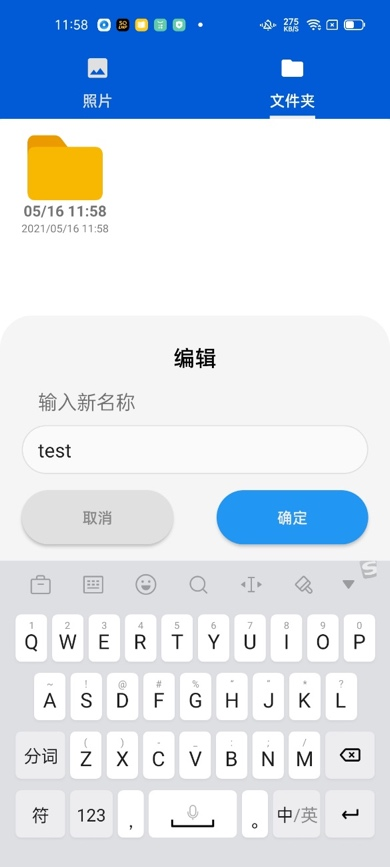 11:58 275 KB/S
照片 文件夹
05/16 11:58
2021/05/16 11:58
编辑
输入新名称
test
取消 确定
1 2 3 4 5 6 7 8 9 0
Q W E R T Y U I O P
~ ! @ # % " " * ?
A S D F G H J K L
( ) - _ : ; /
分词 Z X C V B N M
符 123 , 。 中/英